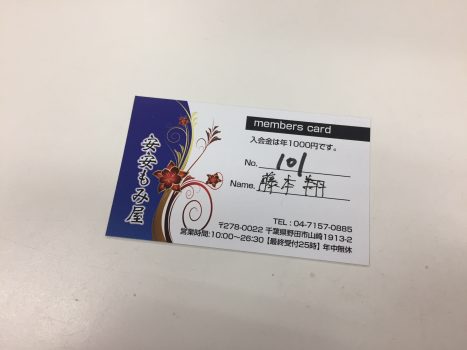 安安もみ屋
members card
入会金は年1000円です。
No. 101
Name. 藤本 翔
TEL : 04-7157-0885
〒278-0022 千葉県野田市山崎1913-2
営業時間:10:00~26:30【最終受付25時】年中無休